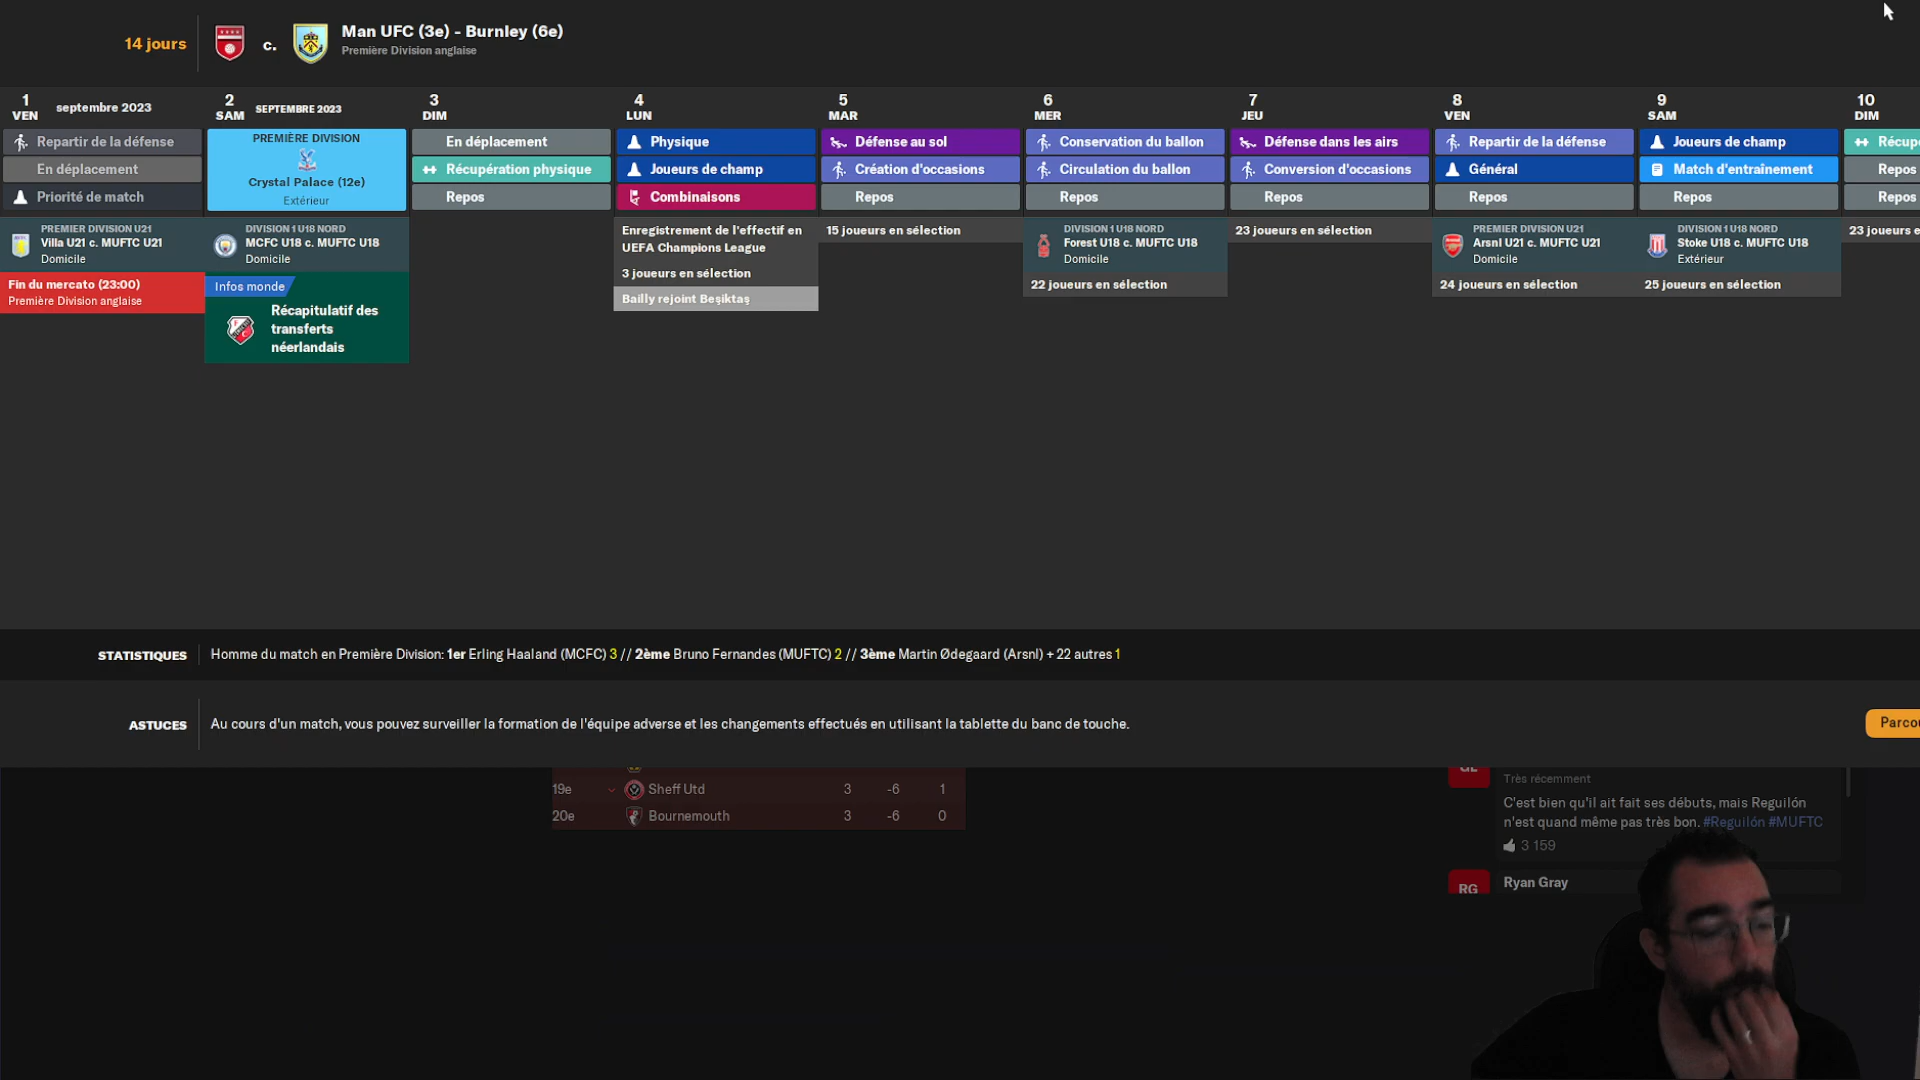 14 jours
c.
Man UFC (3e) - Burnley (6e)
Première Division anglaise
1
VEN
septembre 2023
2
SAM
SEPTEMBRE 2023
3
DIM
4
LUN
5
MAR
6
MER
7
JEU
8
VEN
9
SAM
10
DIM
Repartir de la défense
En déplacement
Priorité de match
PREMIER DIVISION U21
Villa U21 c. MUFTC U21
Domicile
Fin du mercato (23:00)
Première Division anglaise
PREMIÈRE DIVISION
Crystal Palace (12e)
Extérieur
DIVISION 1 U18 NORD
MCFC U18 c. MUFTC U18
Domicile
Infos monde
Récapitulatif des
transferts
néerlandais
En déplacement
Récupération physique
Repos
Physique
Joueurs de champ
Combinaisons
Enregistrement de l'effectif en
UEFA Champions League
3 joueurs en sélection
Bailly rejoint Beşiktaş
Défense au sol
Création d'occasions
Repos
15 joueurs en sélection
Conservation du ballon
Circulation du ballon
Repos
DIVISION 1 U18 NORD
Forest U18 c. MUFTC U18
Domicile
22 joueurs en sélection
Défense dans les airs
Conversion d'occasions
Repos
23 joueurs en sélection
Repartir de la défense
Général
Repos
PREMIER DIVISION U21
Arsnl U21 c. MUFTC U21
Domicile
24 joueurs en sélection
Joueurs de champ
Match d'entraînement
Repos
DIVISION 1 U18 NORD
Stoke U18 c. MUFTC U18
Extérieur
25 joueurs en sélection
Récupé
Repos
Repos
23 joueurs e
STATISTIQUES
Homme du match en Première Division: 1er Erling Haaland (MCFC) 3 // 2ème Bruno Fernandes (MUFTC) 2 // 3ème Martin Ødegaard (Arsnl) + 22 autres 1
ASTUCES
Au cours d'un match, vous pouvez surveiller la formation de l'équipe adverse et les changements effectués en utilisant la tablette du banc de touche.
Parcou
19e Sheff Utd 3 -6 1
20e Bournemouth 3 -6 0
Très récemment
C'est bien qu'il ait fait ses débuts, mais Reguilón
n'est quand même pas très bon. #Reguilón #MUFTC
3 159
RG
Ryan Gray